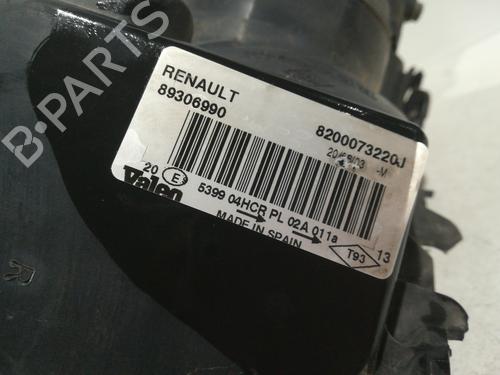 B-PARTS
RENAULT
89306990
8200073220J
-M
20 E
Valeo
5399 04HCR PL 02A 011a
MADE IN SPAIN
T93
13
R